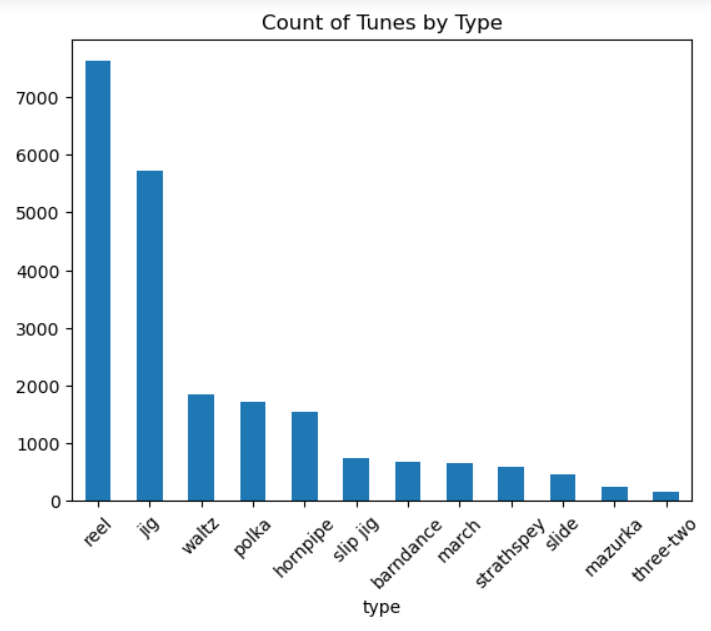 Count of Tunes by Type
7000
6000
5000
4000
3000
2000
1000
0
reel
jig
waltz
polka
hornpipe
slip jig
barndance
march
strathspey
slide
mazurka
three-two
type